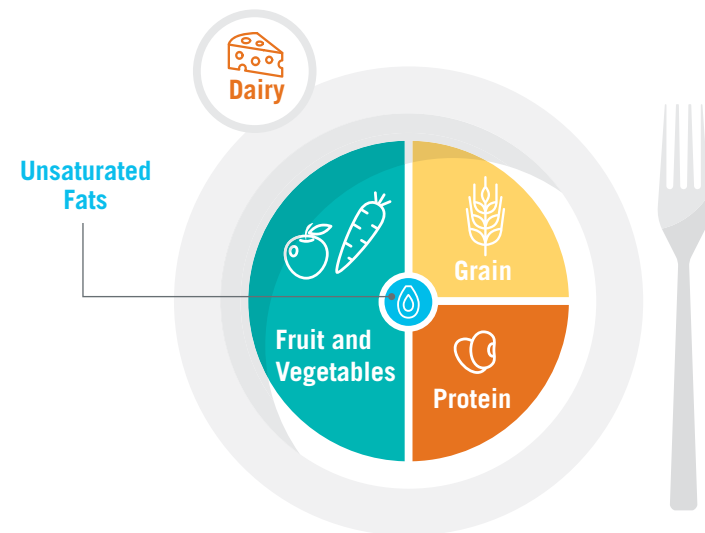 Dairy
Unsaturated
Fats
Grain
Fruit and
Vegetables
Protein